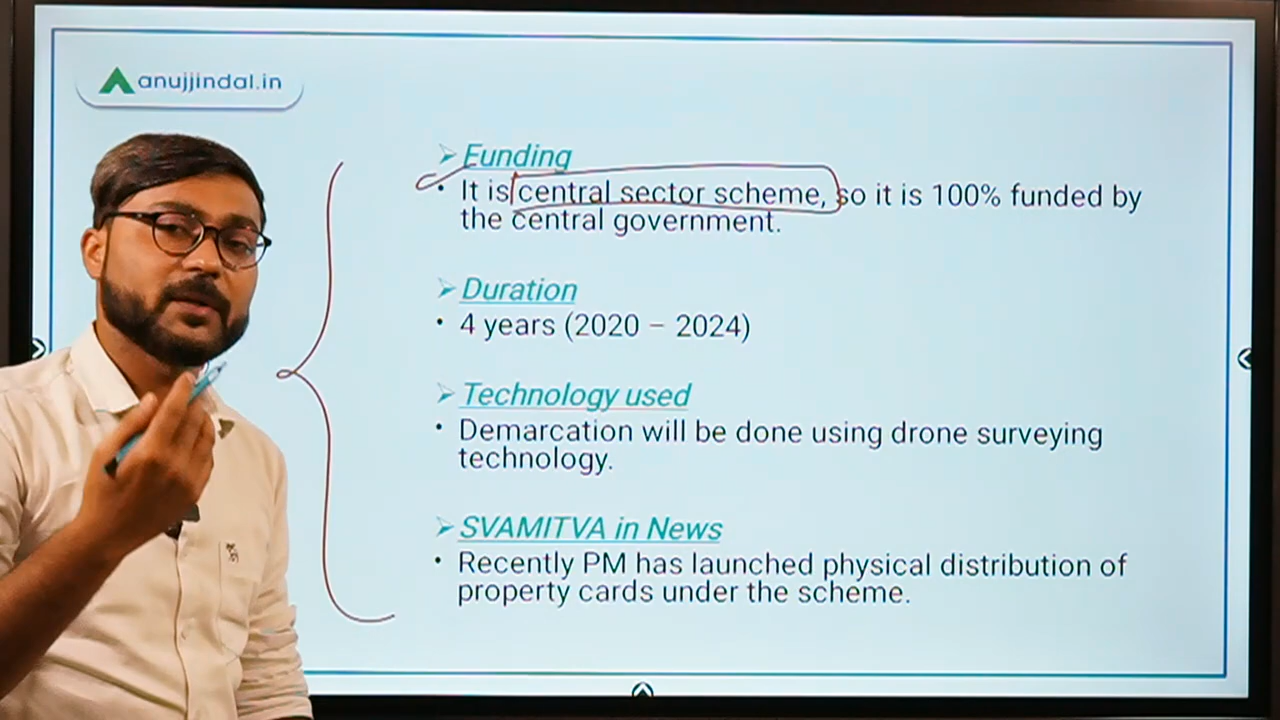 anujjindal.in
➢ Funding
• It is central sector scheme, so it is 100% funded by
the central government.
➢ Duration
• 4 years (2020 – 2024)
➢ Technology used
• Demarcation will be done using drone surveying
technology.
➢ SVAMITVA in News
• Recently PM has launched physical distribution of
property cards under the scheme.